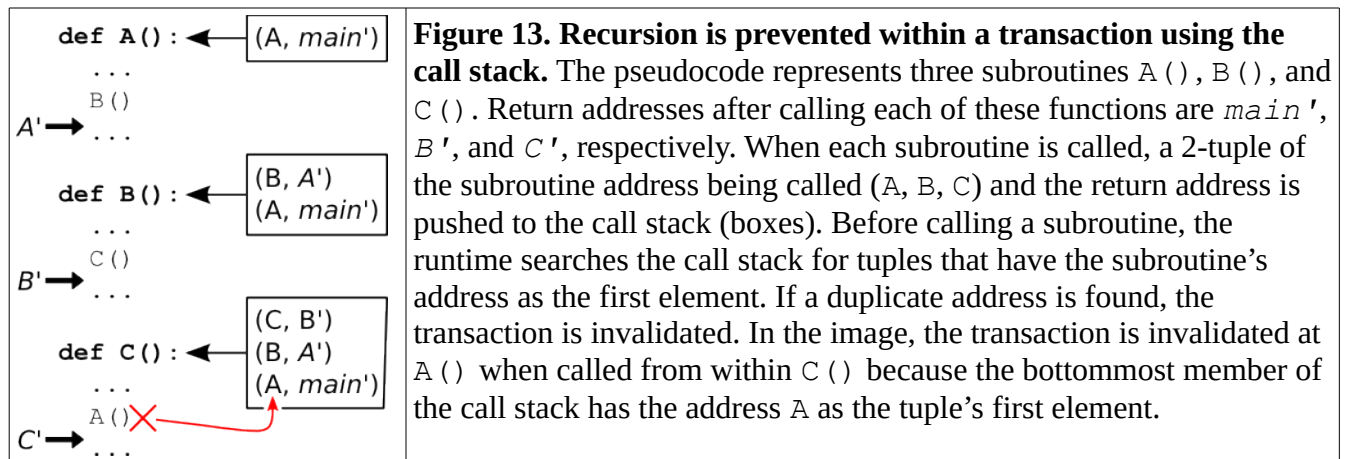 def A():
(A, main')
...
B()
A'
...
def B():
(B, A')
(A, main')
...
C()
B'
...
def C():
(C, B')
(B, A')
(A, main')
...
A()
C'
...
Figure 13. Recursion is prevented within a transaction using the
call stack. The pseudocode represents three subroutines A(), B(), and
C(). Return addresses after calling each of these functions are main',
B', and C', respectively. When each subroutine is called, a 2-tuple of
the subroutine address being called (A, B, C) and the return address is
pushed to the call stack (boxes). Before calling a subroutine, the
runtime searches the call stack for tuples that have the subroutine’s
address as the first element. If a duplicate address is found, the
transaction is invalidated. In the image, the transaction is invalidated at
A() when called from within C() because the bottommost member of
the call stack has the address A as the tuple’s first element.